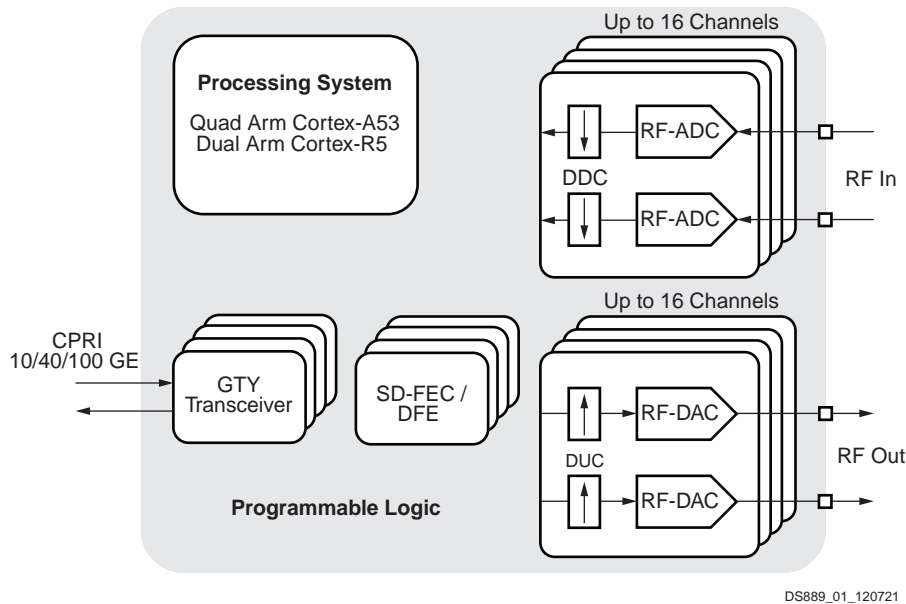 Up to 16 Channels
Processing System
Quad Arm Cortex-A53
Dual Arm Cortex-R5
RF-ADC
DDC
RF-ADC
RF In
Up to 16 Channels
CPRI
10/40/100 GE
GTY
Transceiver
SD-FEC /
DFE
RF-DAC
DUC
RF-DAC
RF Out
Programmable Logic
DS889_01_120721